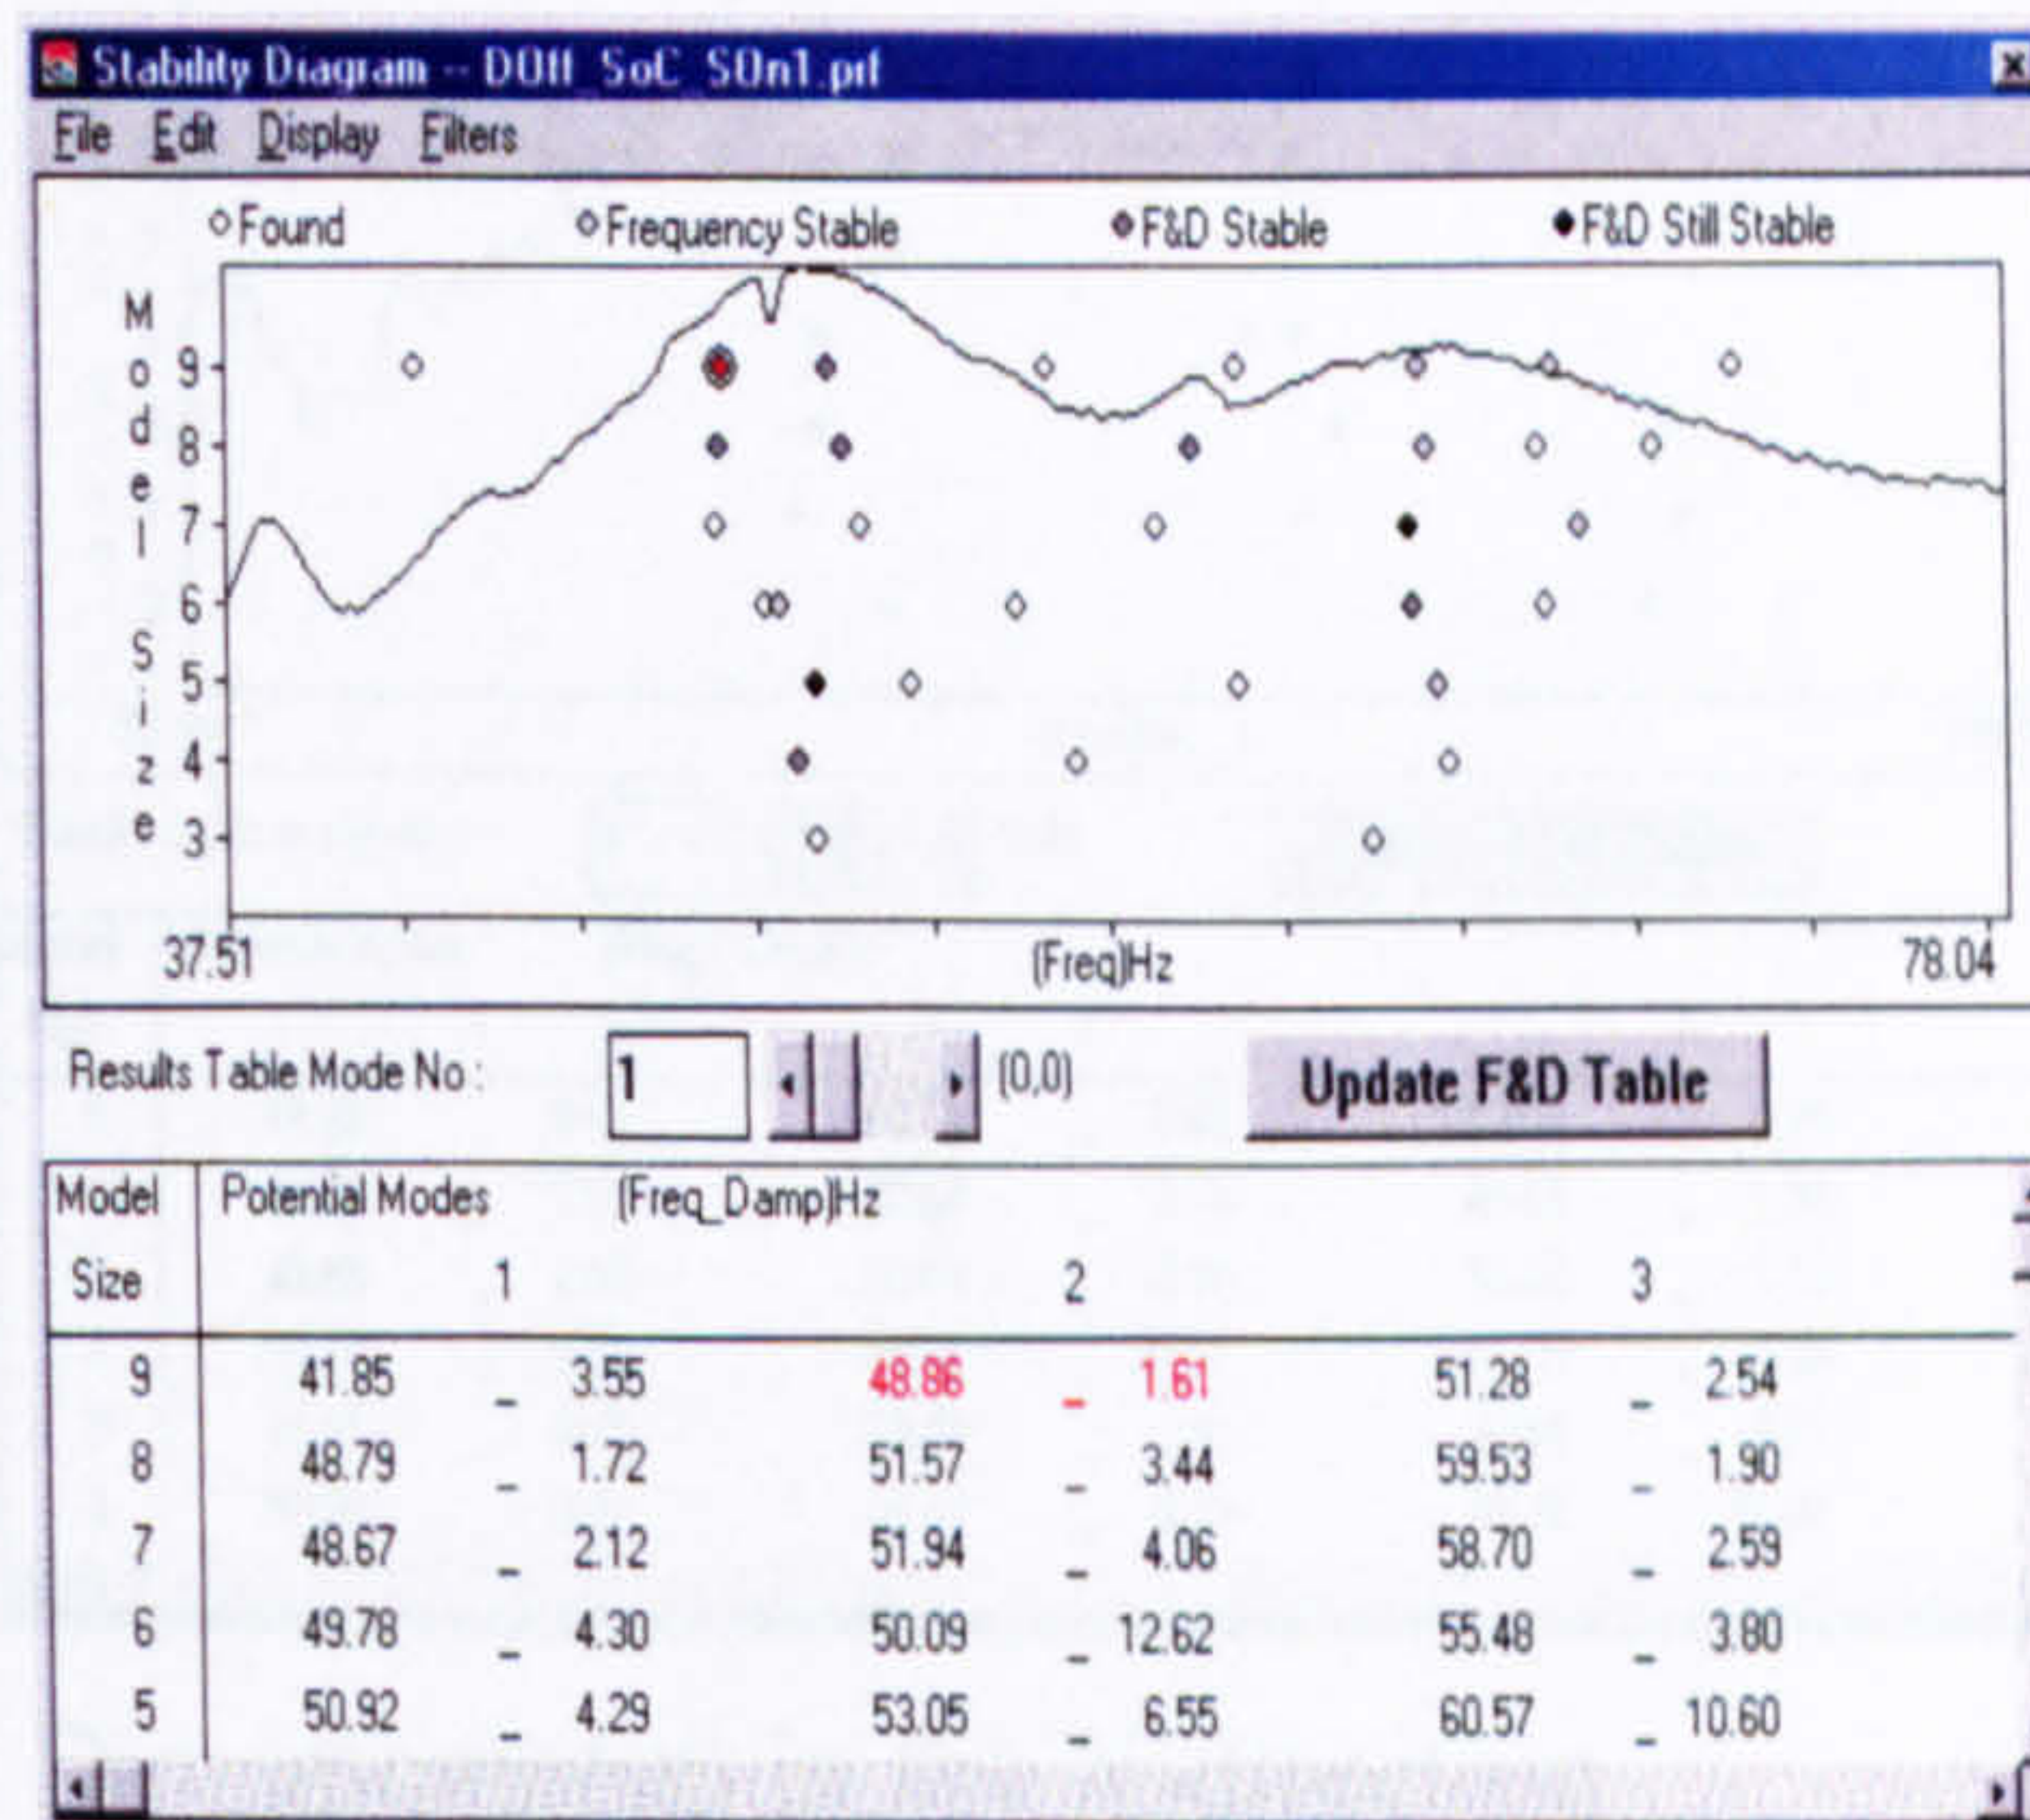 Stability Diagram -- DOff_SoC_SOn1.prf
File Edit Display Filters
Found Frequency Stable F&D Stable F&D Still Stable
Model Size
9
8
7
6
5
4
3
37.51 (Freq)Hz 78.04
Results Table Mode No: 1 (0,0) Update F&D Table
Model Potential Modes (Freq_Damp)Hz
Size 1 2 3
9 41.85 _ 3.55 48.86 _ 1.61 51.28 _ 2.54
8 48.79 _ 1.72 51.57 _ 3.44 59.53 _ 1.90
7 48.67 _ 2.12 51.94 _ 4.06 58.70 _ 2.59
6 49.78 _ 4.30 50.09 _ 12.62 55.48 _ 3.80
5 50.92 _ 4.29 53.05 _ 6.55 60.57 _ 10.60